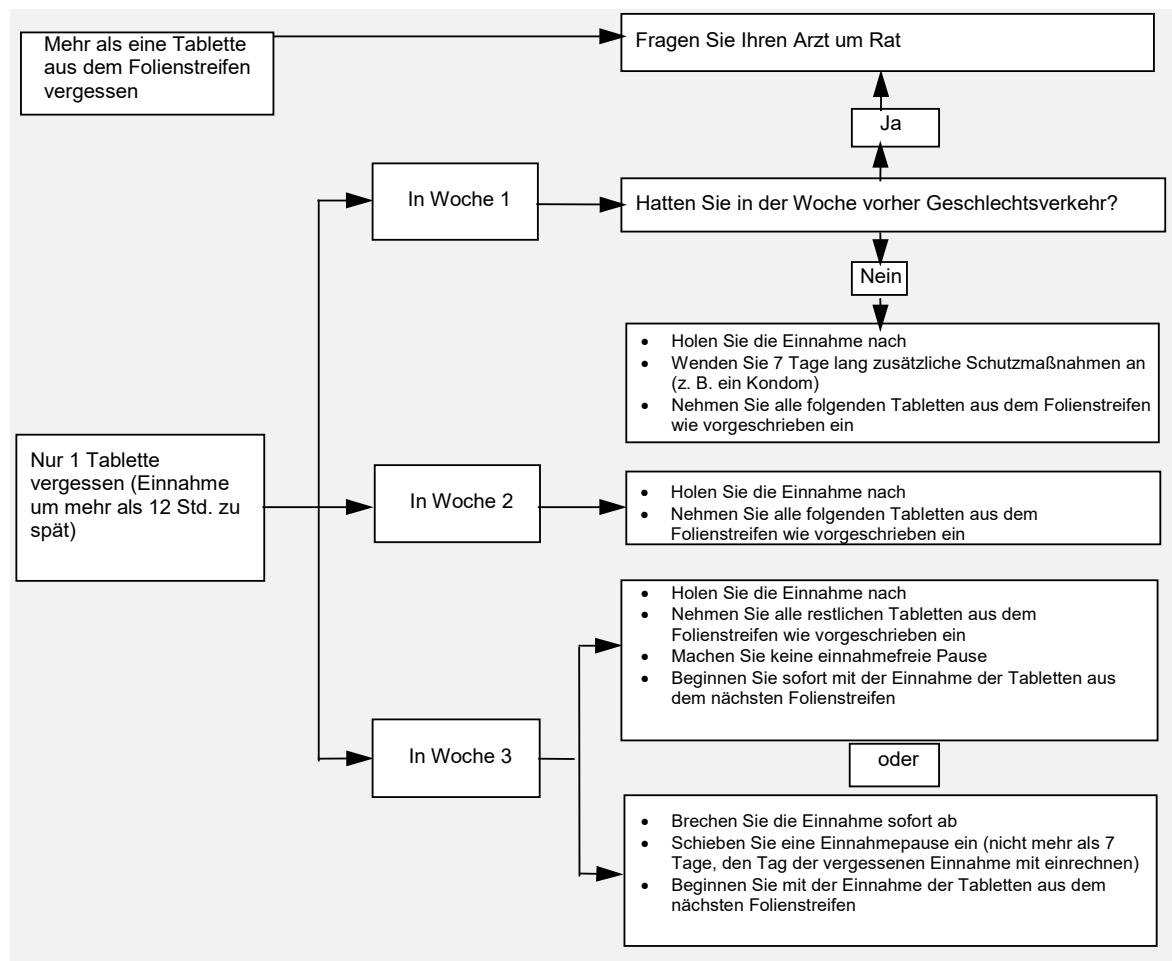 Mehr als eine Tablette
aus dem Folienstreifen
vergessen
Fragen Sie Ihren Arzt um Rat
Ja
In Woche 1
Hatten Sie in der Woche vorher Geschlechtsverkehr?
Nein
• Holen Sie die Einnahme nach
• Wenden Sie 7 Tage lang zusätzliche Schutzmaßnahmen an
(z. B. ein Kondom)
• Nehmen Sie alle folgenden Tabletten aus dem Folienstreifen
wie vorgeschrieben ein
Nur 1 Tablette
vergessen (Einnahme
um mehr als 12 Std. zu
spät)
In Woche 2
• Holen Sie die Einnahme nach
• Nehmen Sie alle folgenden Tabletten aus dem
Folienstreifen wie vorgeschrieben ein
In Woche 3
• Holen Sie die Einnahme nach
• Nehmen Sie alle restlichen Tabletten aus dem
Folienstreifen wie vorgeschrieben ein
• Machen Sie keine einnahmefreie Pause
• Beginnen Sie sofort mit der Einnahme der Tabletten aus
dem nächsten Folienstreifen
oder
• Brechen Sie die Einnahme sofort ab
• Schieben Sie eine Einnahmepause ein (nicht mehr als 7
Tage, den Tag der vergessenen Einnahme mit einrechnen)
• Beginnen Sie mit der Einnahme der Tabletten aus dem
nächsten Folienstreifen